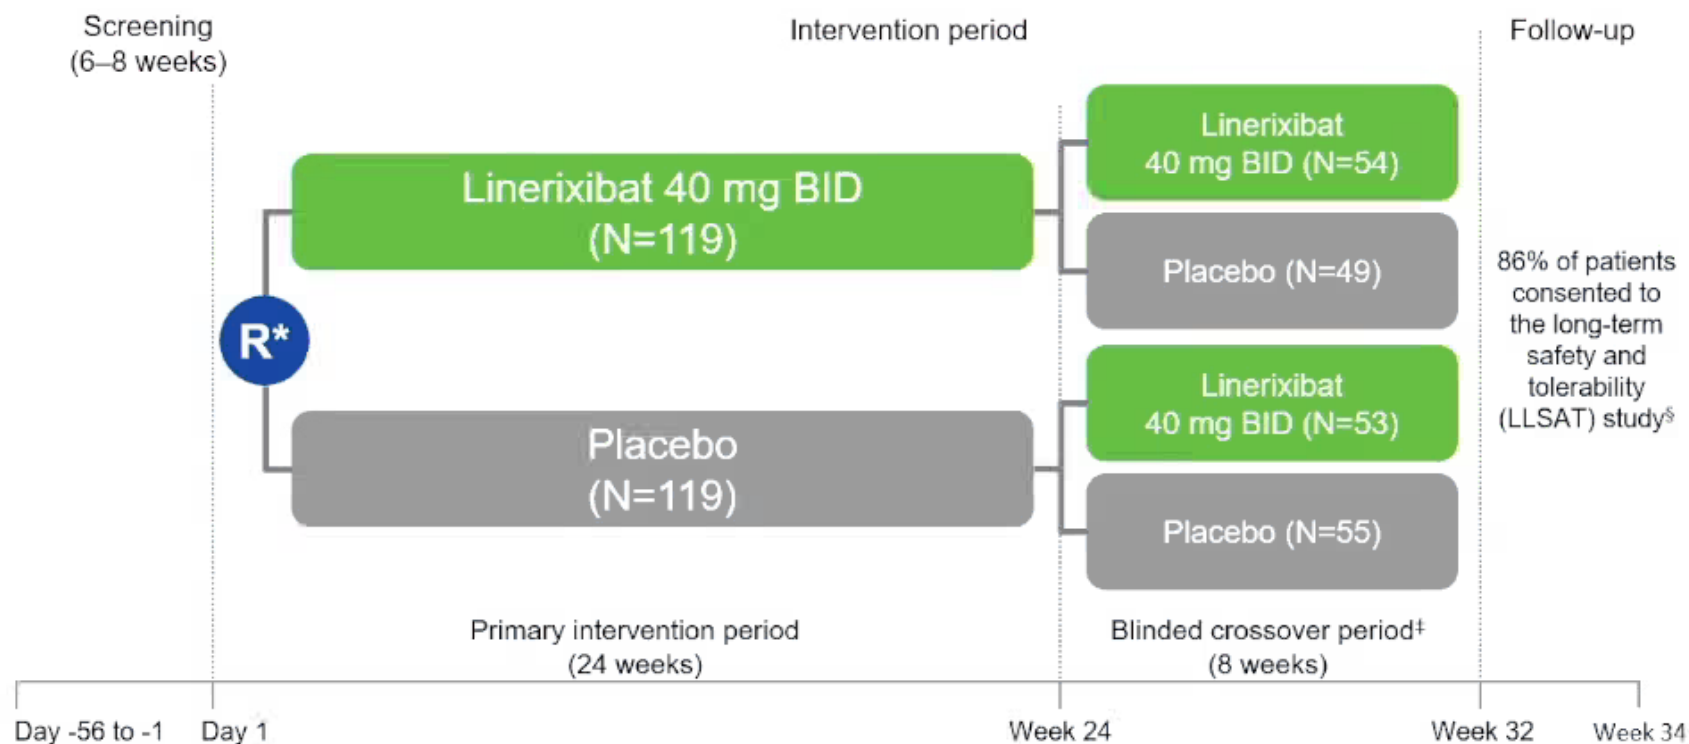 Screening
(6–8 weeks)
Intervention period
Follow-up
Linerixibat 40 mg BID
(N=119)
Linerixibat
40 mg BID (N=54)
Placebo (N=49)
R*
Placebo
(N=119)
Linerixibat
40 mg BID (N=53)
Placebo (N=55)
86% of patients
consented to
the long-term
safety and
tolerability
(LLSAT) study§
Primary intervention period
(24 weeks)
Blinded crossover period‡
(8 weeks)
Day -56 to -1
Day 1
Week 24
Week 32
Week 34